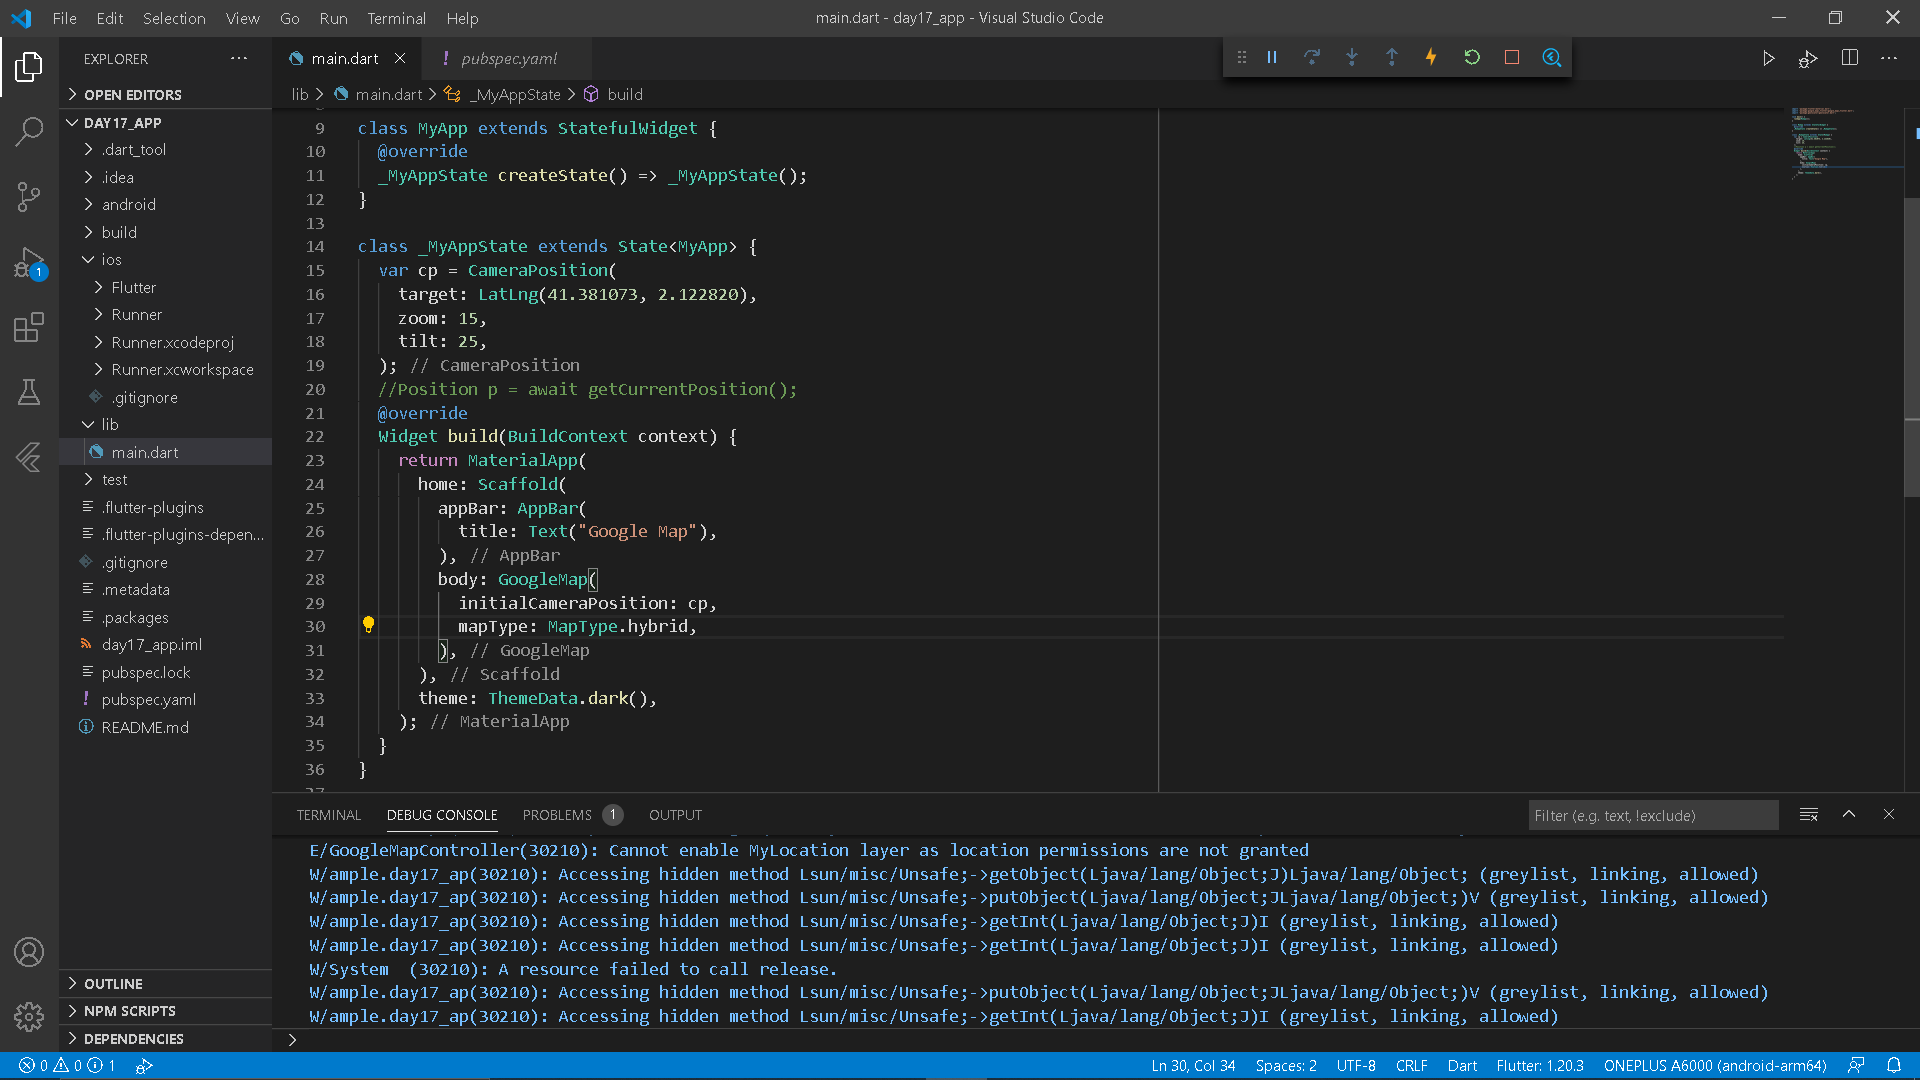 File Edit Selection View Go Run Terminal Help
main.dart - day17_app - Visual Studio Code
EXPLORER
OPEN EDITORS
DAY17_APP
.dart_tool
.idea
android
build
ios
Flutter
Runner
Runner.xcodeproj
Runner.xcworkspace
.gitignore
lib
main.dart
test
.flutter-plugins
.flutter-plugins-depen...
.gitignore
.metadata
.packages
day17_app.iml
pubspec.lock
pubspec.yaml
README.md
OUTLINE
NPM SCRIPTS
DEPENDENCIES
1
main.dart
! pubspec.yaml
lib > main.dart > _MyAppState > build
9 class MyApp extends StatefulWidget {
10 @override
11 _MyAppState createState() => _MyAppState();
12 }
13
14 class _MyAppState extends State<MyApp> {
15 var cp = CameraPosition(
16 target: LatLng(41.381073, 2.122820),
17 zoom: 15,
18 tilt: 25,
19 ); // CameraPosition
20 //Position p = await getCurrentPosition();
21 @override
22 Widget build(BuildContext context) {
23 return MaterialApp(
24 home: Scaffold(
25 appBar: AppBar(
26 title: Text("Google Map"),
27 ), // AppBar
28 body: GoogleMap(
29 initialCameraPosition: cp,
30 mapType: MapType.hybrid,
31 ), // GoogleMap
32 ), // Scaffold
33 theme: ThemeData.dark(),
34 ); // MaterialApp
35 }
36 }
TERMINAL DEBUG CONSOLE PROBLEMS 1 OUTPUT
Filter (e.g. text, !exclude)
E/GoogleMapController(30210): Cannot enable MyLocation layer as location permissions are not granted
W/ample.day17_ap(30210): Accessing hidden method Lsun/misc/Unsafe;->getObject(Ljava/lang/Object;J)Ljava/lang/Object; (greylist, linking, allowed)
W/ample.day17_ap(30210): Accessing hidden method Lsun/misc/Unsafe;->putObject(Ljava/lang/Object;JLjava/lang/Object;)V (greylist, linking, allowed)
W/ample.day17_ap(30210): Accessing hidden method Lsun/misc/Unsafe;->getInt(Ljava/lang/Object;J)I (greylist, linking, allowed)
W/ample.day17_ap(30210): Accessing hidden method Lsun/misc/Unsafe;->getInt(Ljava/lang/Object;J)I (greylist, linking, allowed)
W/System (30210): A resource failed to call release.
W/ample.day17_ap(30210): Accessing hidden method Lsun/misc/Unsafe;->putObject(Ljava/lang/Object;JLjava/lang/Object;)V (greylist, linking, allowed)
W/ample.day17_ap(30210): Accessing hidden method Lsun/misc/Unsafe;->getInt(Ljava/lang/Object;J)I (greylist, linking, allowed)
>
0 0 1
Ln 30, Col 34 Spaces: 2 UTF-8 CRLF Dart Flutter: 1.20.3 ONEPLUS A6000 (android-arm64)